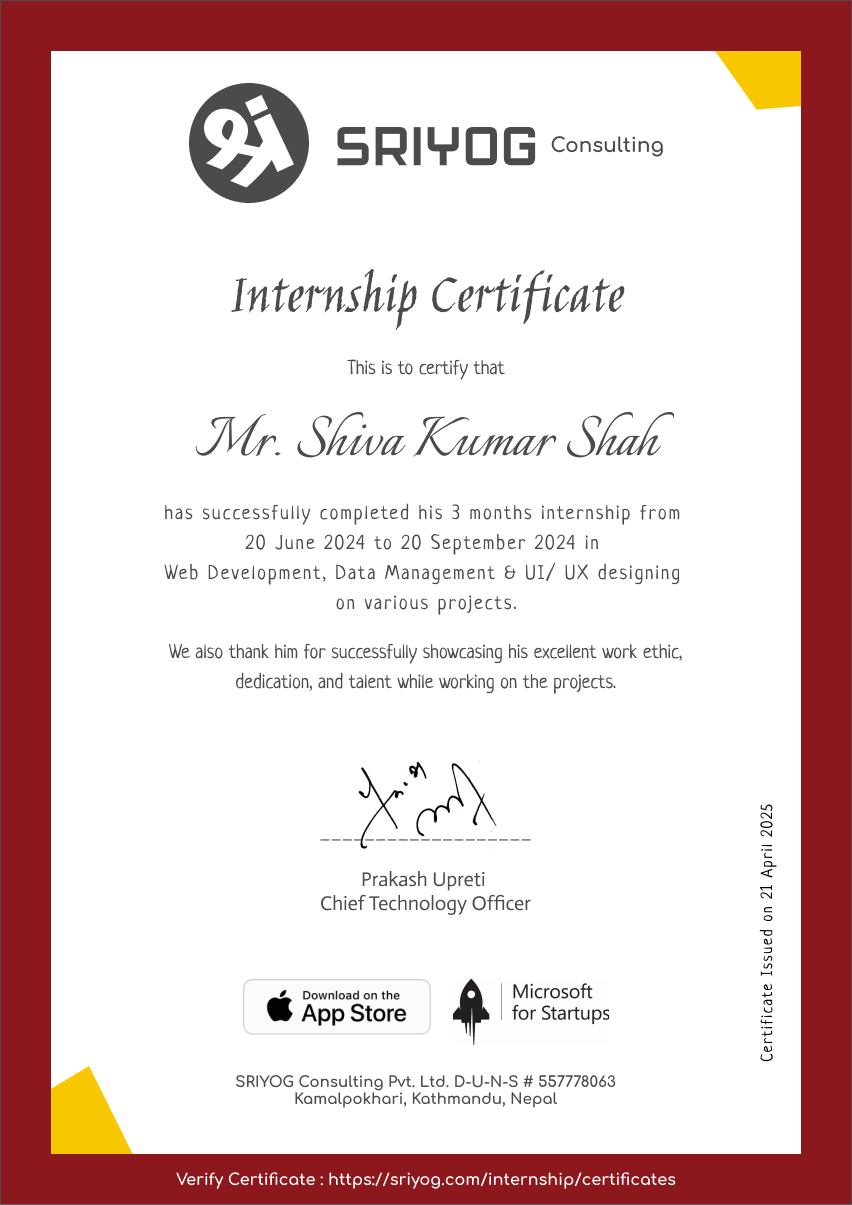 श्री
SRIYOG Consulting
Internship Certificate
This is to certify that
Mr. Shiva Kumar Shah
has successfully completed his 3 months internship from
20 June 2024 to 20 September 2024 in
Web Development, Data Management & UI/ UX designing
on various projects.
We also thank him for successfully showcasing his excellent work ethic,
dedication, and talent while working on the projects.
Prakash Upreti
Chief Technology Officer
Certificate Issued on 21 April 2025
Download on the
App Store
Microsoft
for Startups
SRIYOG Consulting Pvt. Ltd. D-U-N-S # 557778063
Kamalpokhari, Kathmandu, Nepal
Verify Certificate : https://sriyog.com/internship/certificates